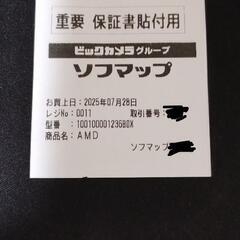 重要 保証書貼付用
ビックカメラグループ
ソフマップ
お買上日：2025年07月28日
レジNo：0011 取引番号：
型番 ：100100001236BOX
商品名：AMD
ソフマップ